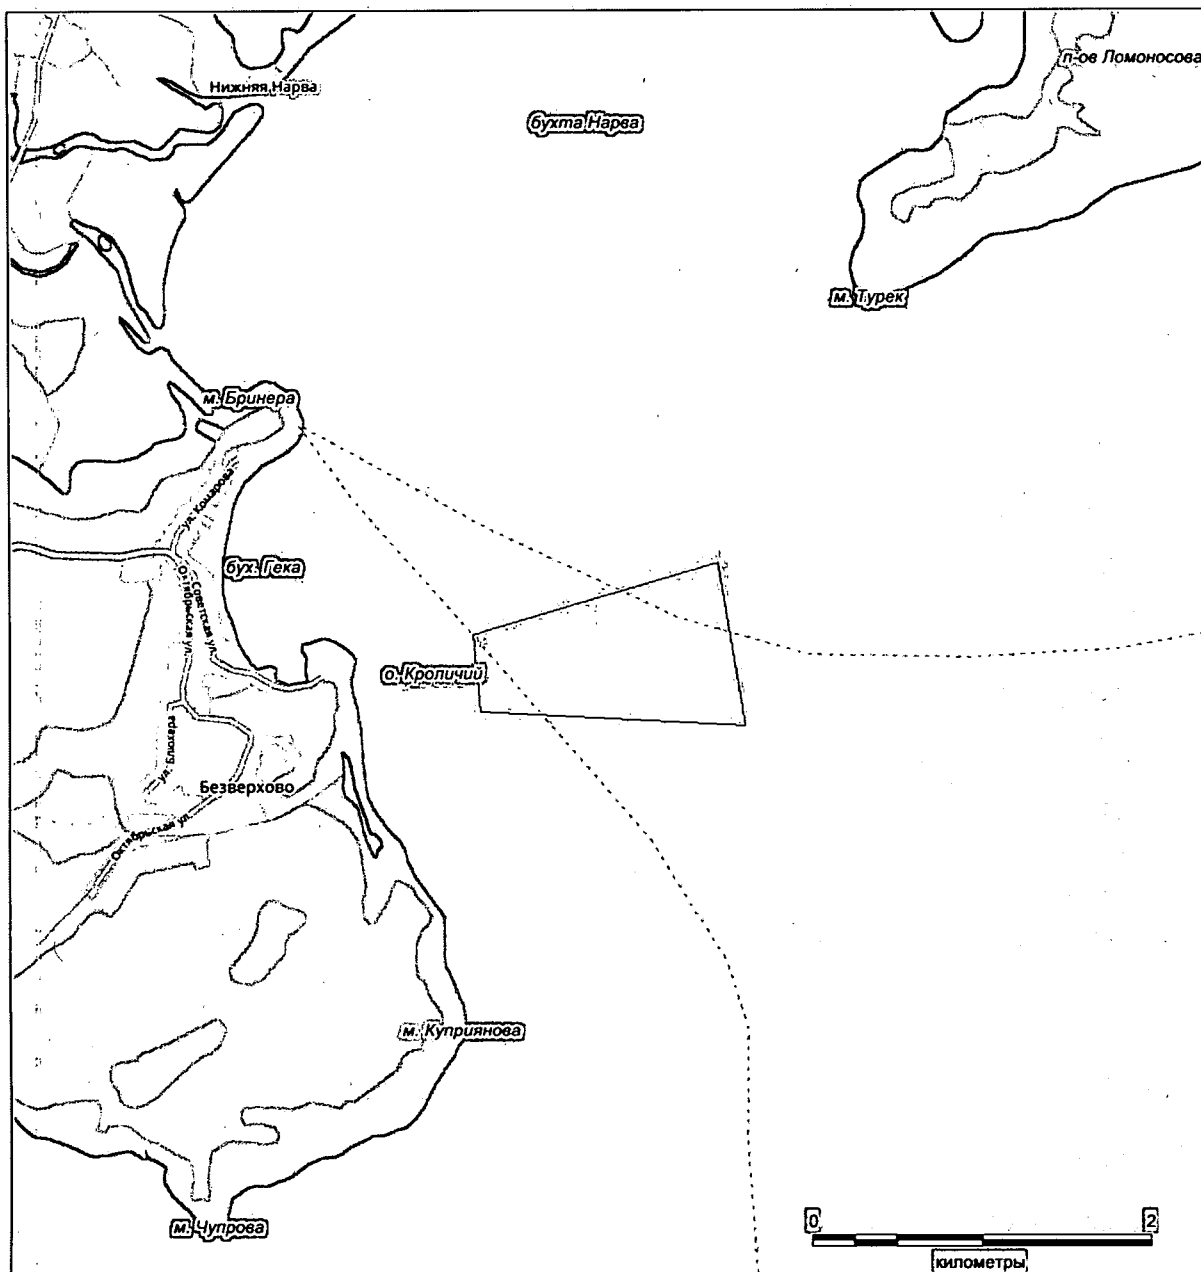 п-ов Ломоносова
Нижняя Нарва
бухта Нарва
м. Турек
м. Бринера
ул. Комарова
бух. Гека
Октябрьская ул.
Советская ул.
о. Кроличий
ул. Блюхера
Безверхово
Октябрьская ул.
м. Куприянова
м. Чупрова
0 2
километры